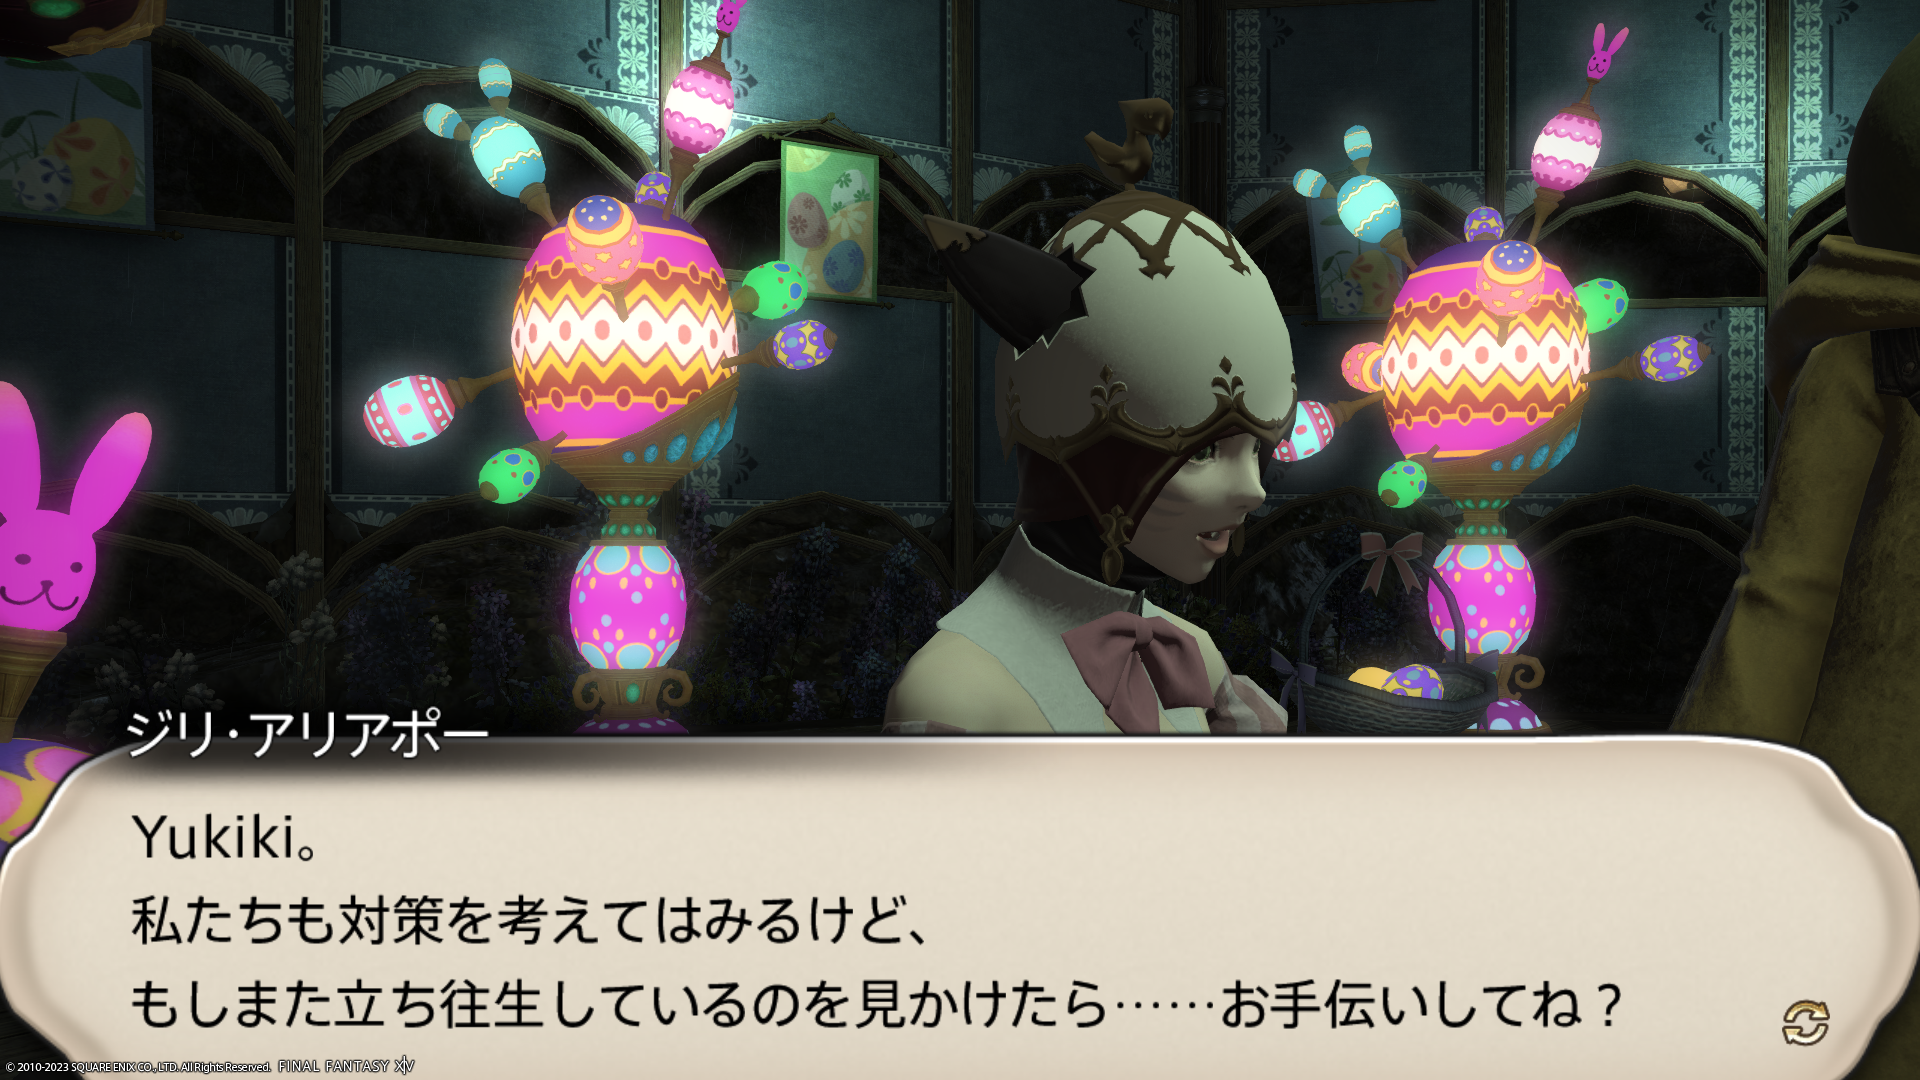 ジリ・アリアポー
Yukiki。
私たちも対策を考えてはみるけど、
もしまた立ち往生しているのを見かけたら……お手伝いしてね？
© 2010-2023 SQUARE ENIX CO., LTD. All Rights Reserved. FINAL FANTASY XIV